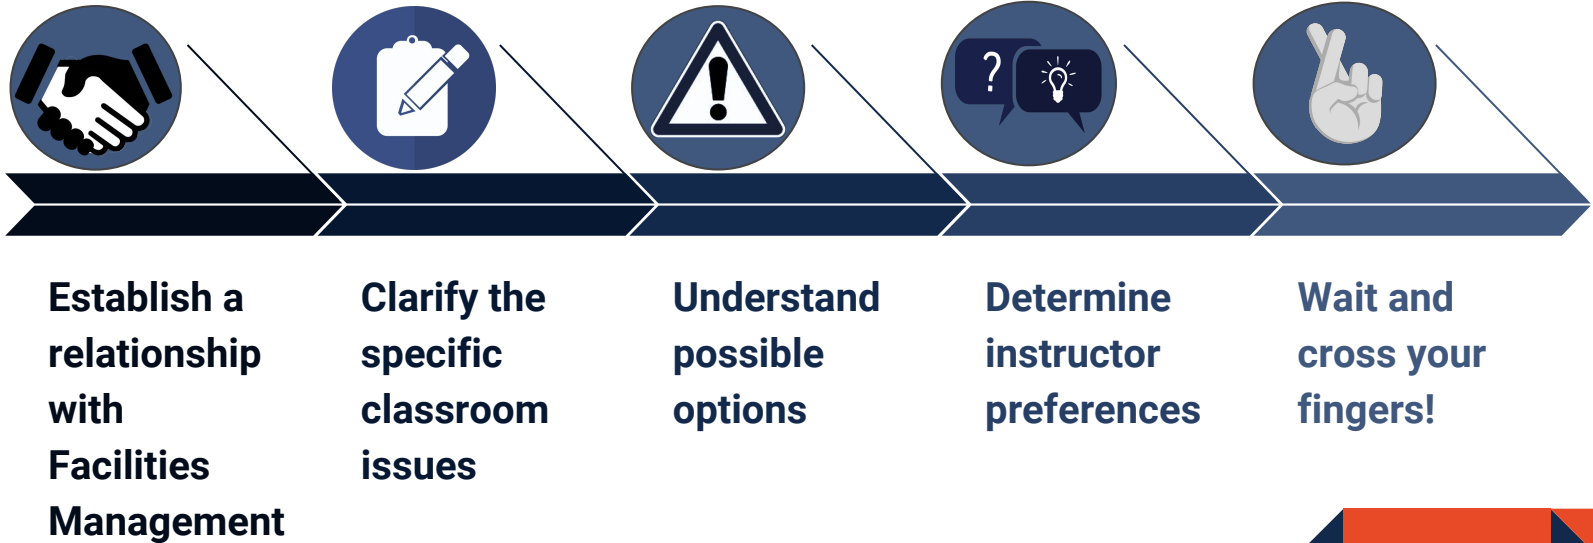 ?
Establish a
relationship
with
Facilities
Management
Clarify the
specific
classroom
issues
Understand
possible
options
Determine
instructor
preferences
Wait and
cross your
fingers!